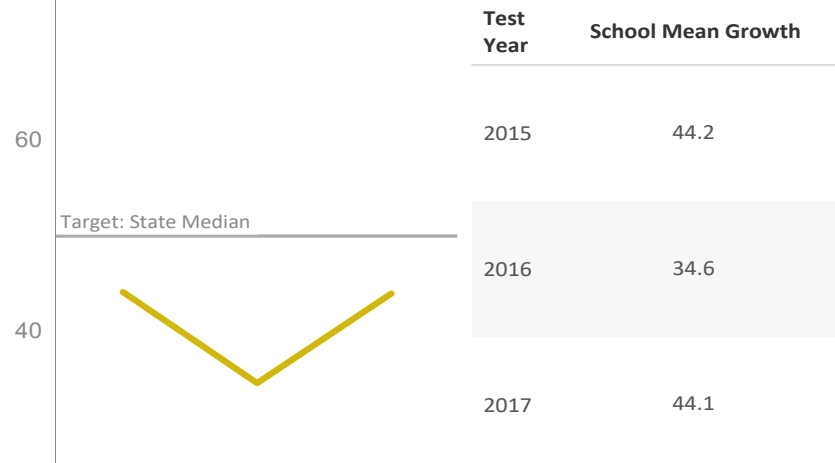 60
Target: State Median
40
Test
Year
School Mean Growth
2015 44.2
2016 34.6
2017 44.1